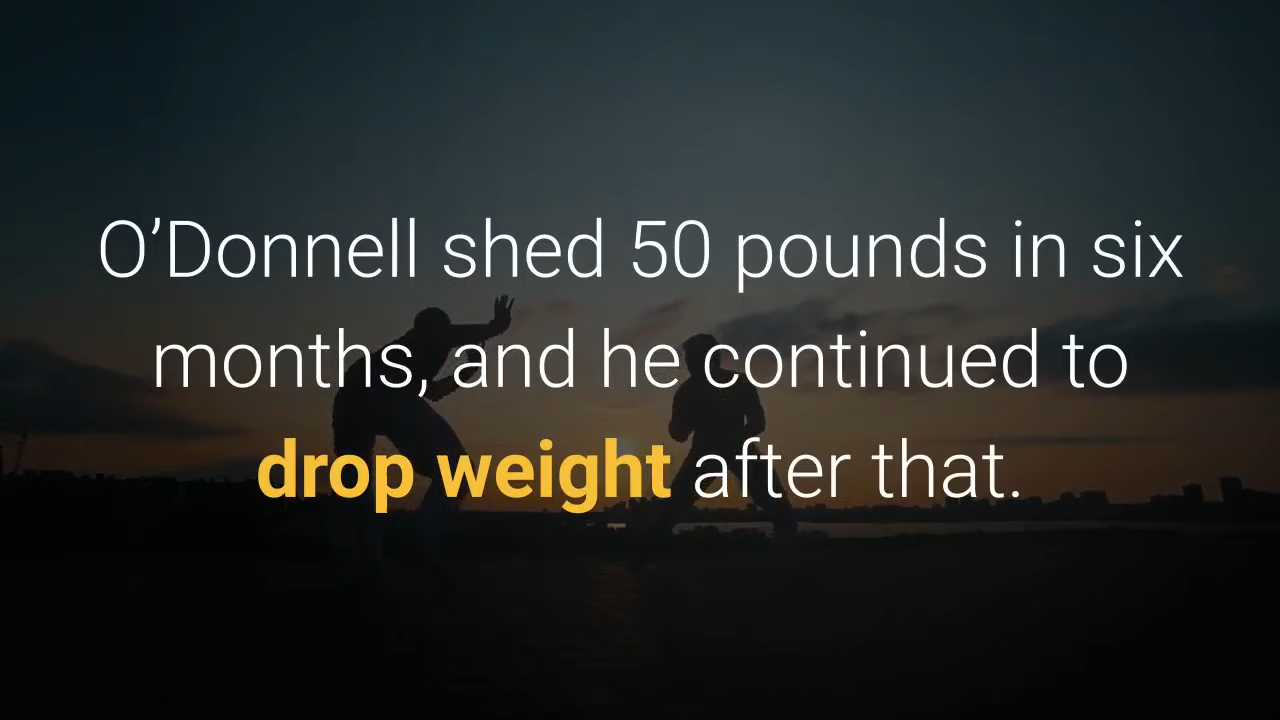 O’Donnell shed 50 pounds in six
months, and he continued to
drop weight after that.